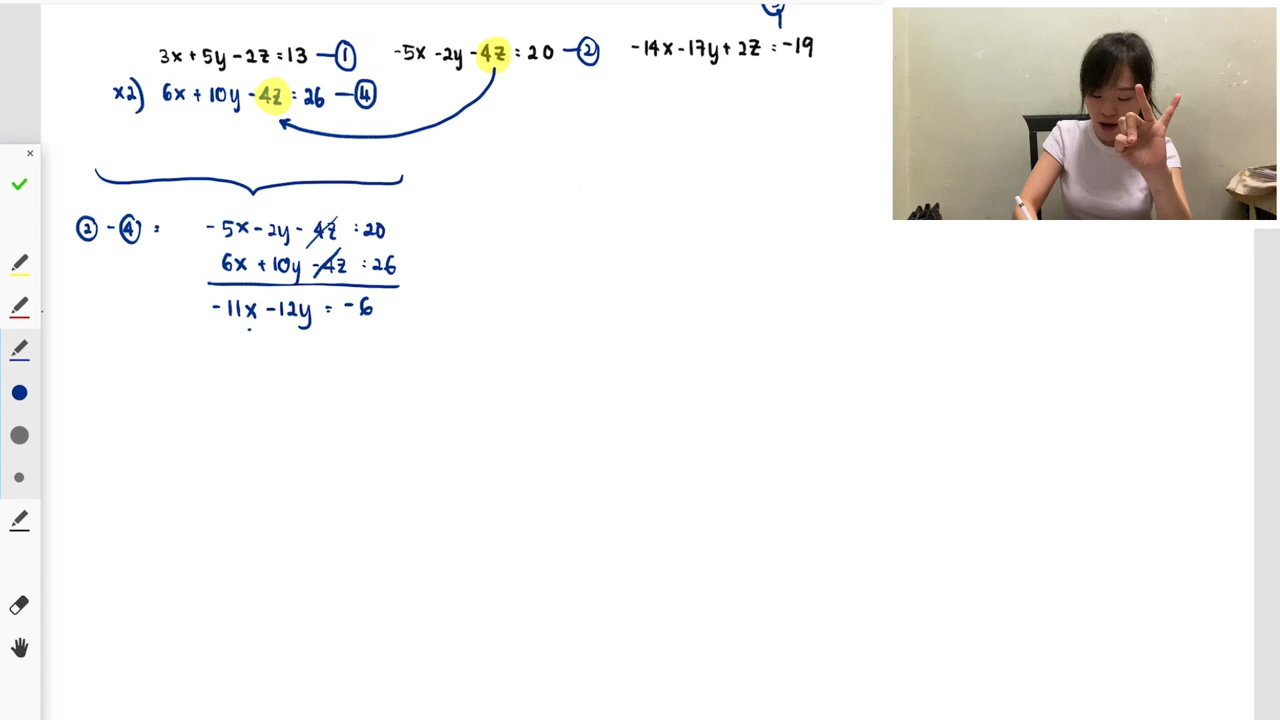 3x + 5y - 2z = 13 — ① -5x - 2y - 4z = 20 — ② -14x - 17y + 2z = -19
x2) 6x + 10y - 4z = 26 — ④
② - ④ : -5x - 2y - 4z : 20
6x + 10y - 4z : 26
-11x - 12y = -6